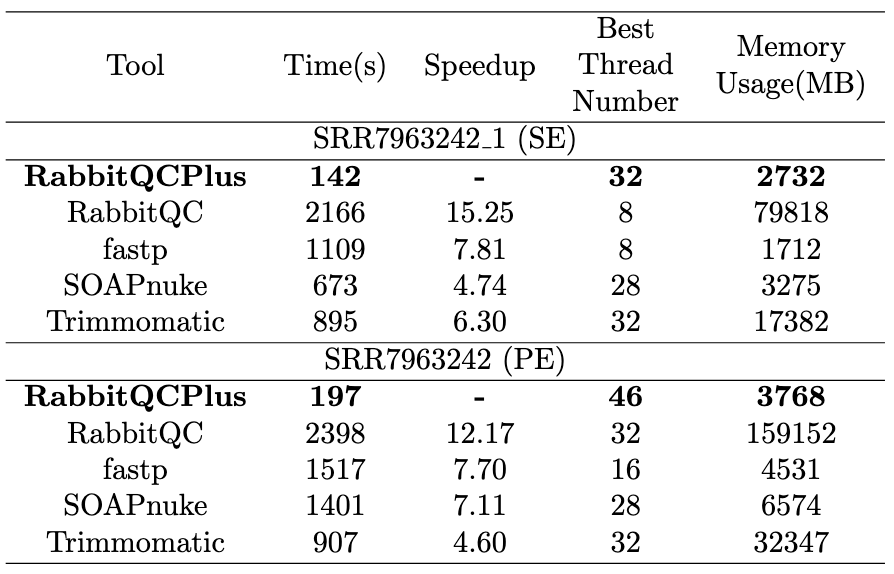 Tool Time(s) Speedup Best Thread Number Memory Usage(MB)
SRR7963242_1 (SE)
RabbitQCPlus 142 - 32 2732
RabbitQC 2166 15.25 8 79818
fastp 1109 7.81 8 1712
SOAPnuke 673 4.74 28 3275
Trimmomatic 895 6.30 32 17382
SRR7963242 (PE)
RabbitQCPlus 197 - 46 3768
RabbitQC 2398 12.17 32 159152
fastp 1517 7.70 16 4531
SOAPnuke 1401 7.11 28 6574
Trimmomatic 907 4.60 32 32347